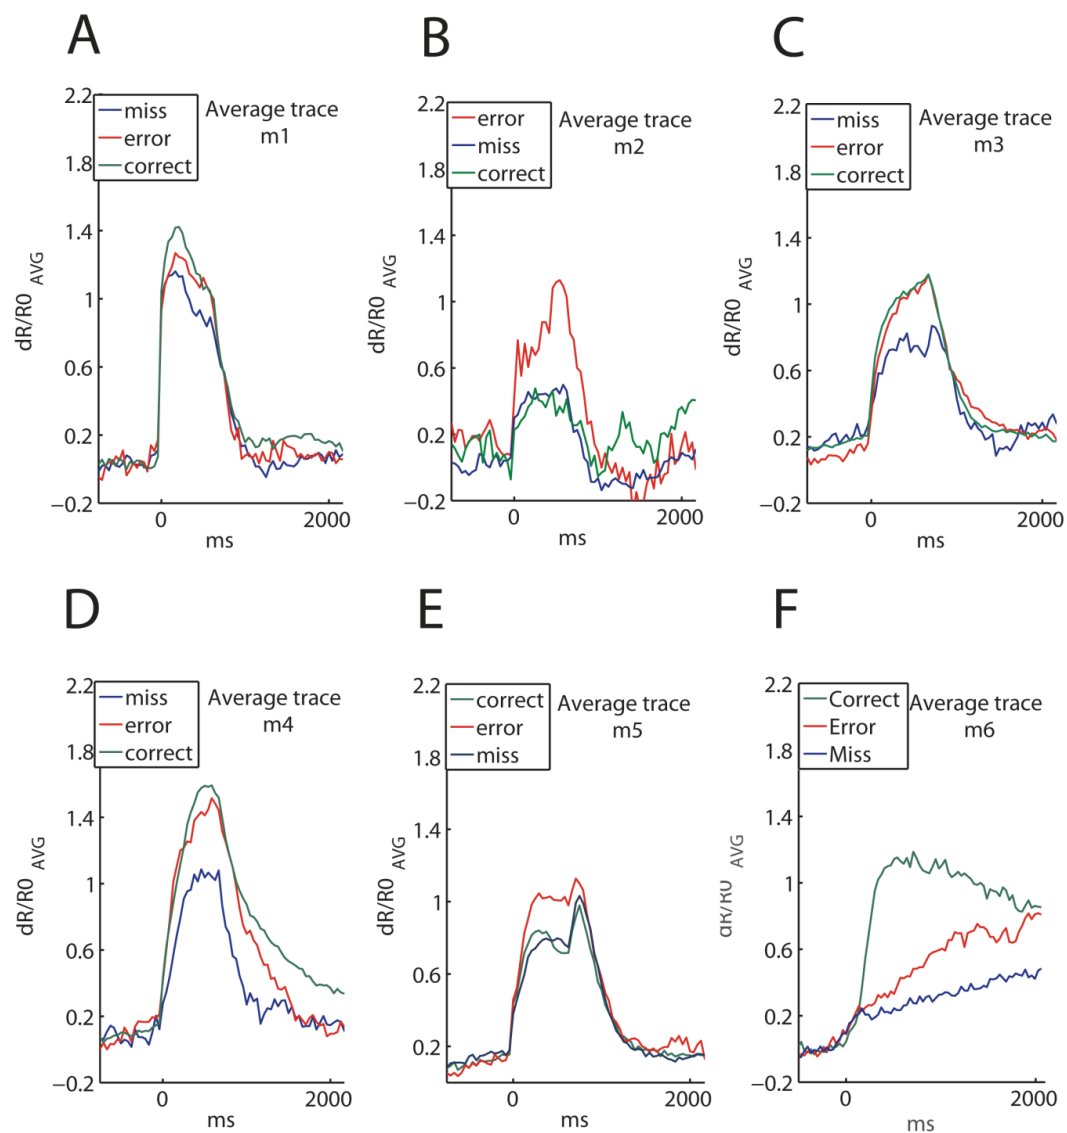 A
2.2
miss
error
correct
Average trace
m1
1.8
1.4
1
0.6
0.2
−0.2
dR/R0 AVG
0
2000
ms
B
2.2
error
miss
correct
Average trace
m2
1.8
1.4
1
0.6
0.2
−0.2
dR/R0 AVG
0
2000
ms
C
2.2
miss
error
correct
Average trace
m3
1.8
1.4
1
0.6
0.2
−0.2
dR/R0 AVG
0
2000
ms
D
2.2
miss
error
correct
Average trace
m4
1.8
1.4
1
0.6
0.2
−0.2
dR/R0 AVG
0
2000
ms
E
2.2
correct
error
miss
Average trace
m5
1.8
1.4
1
0.6
0.2
dR/R0 AVG
0
2000
ms
F
2.2
Correct
Error
Miss
Average trace
m6
1.8
1.4
1
0.6
0.2
−0.2
dR/R0 AVG
0
2000
ms